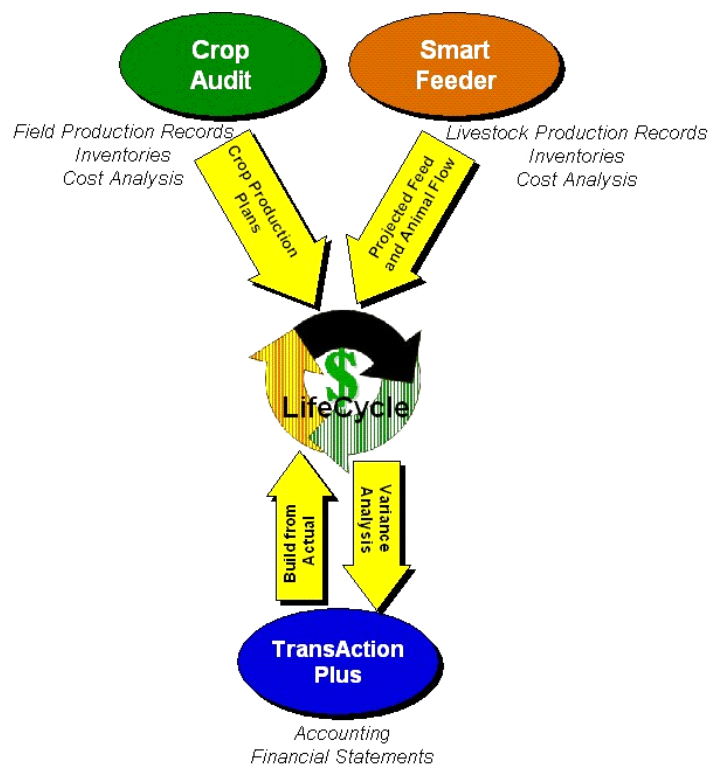 Crop
Audit
Smart
Feeder
Field Production Records
Inventories
Cost Analysis
Livestock Production Records
Inventories
Cost Analysis
Crop Production
Plans
Projected Feed
and Animal Flow
$
LifeCycle
Build from
Actual
Variance
Analysis
TransAction
Plus
Accounting
Financial Statements